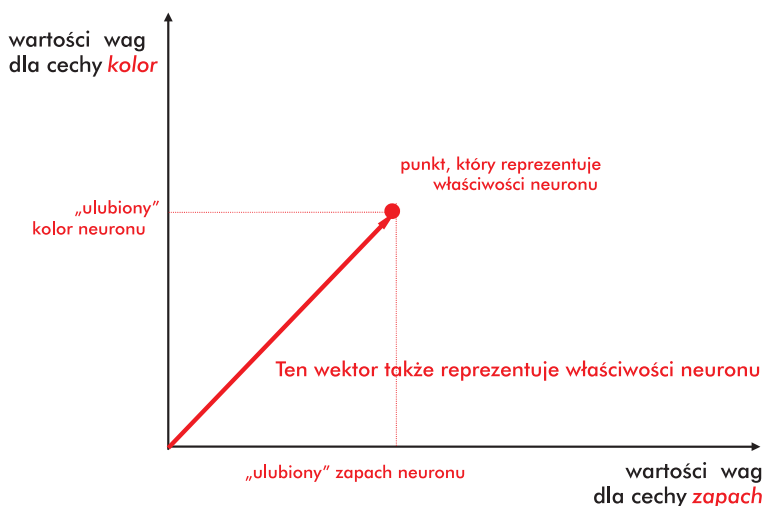 wartości wag
dla cechy kolor
punkt, który reprezentuje
właściwości neuronu
„ulubiony”
kolor neuronu
Ten wektor także reprezentuje właściwości neuronu
„ulubiony” zapach neuronu
wartości wag
dla cechy zapach